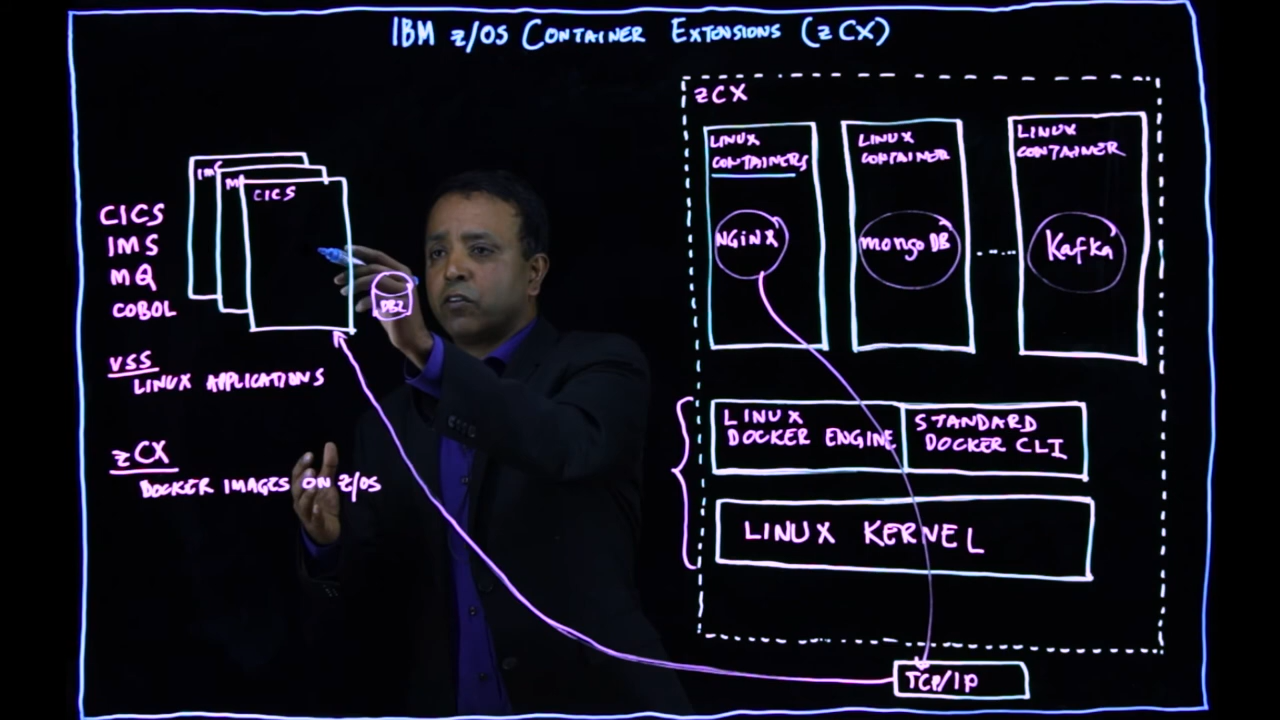 IBM z/OS CONTAINER EXTENSIONS (zCX)
CICS
IMS
MQ
COBOL
IMS
M
CICS
DB2
VSS
LINUX APPLICATIONS
zCX
DOCKER IMAGES ON z/OS
zCX
LINUX
CONTAINERS
NGiNX
LINUX
CONTAINER
mongoDB
LINUX
CONTAINER
Kafka
LINUX
DOCKER ENGINE
STANDARD
DOCKER CLI
LINUX KERNEL
TCP/IP